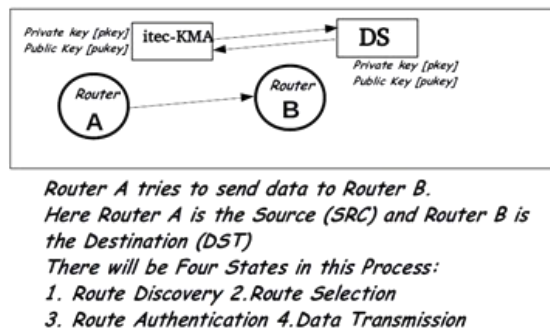 Private key [pkey]
Public Key [pukey]
itec-KMA
DS
Private key [pkey]
Public Key [pukey]
Router
A
Router
B
Router A tries to send data to Router B.
Here Router A is the Source (SRC) and Router B is
the Destination (DST)
There will be Four States in this Process:
1. Route Discovery 2.Route Selection
3. Route Authentication 4.Data Transmission